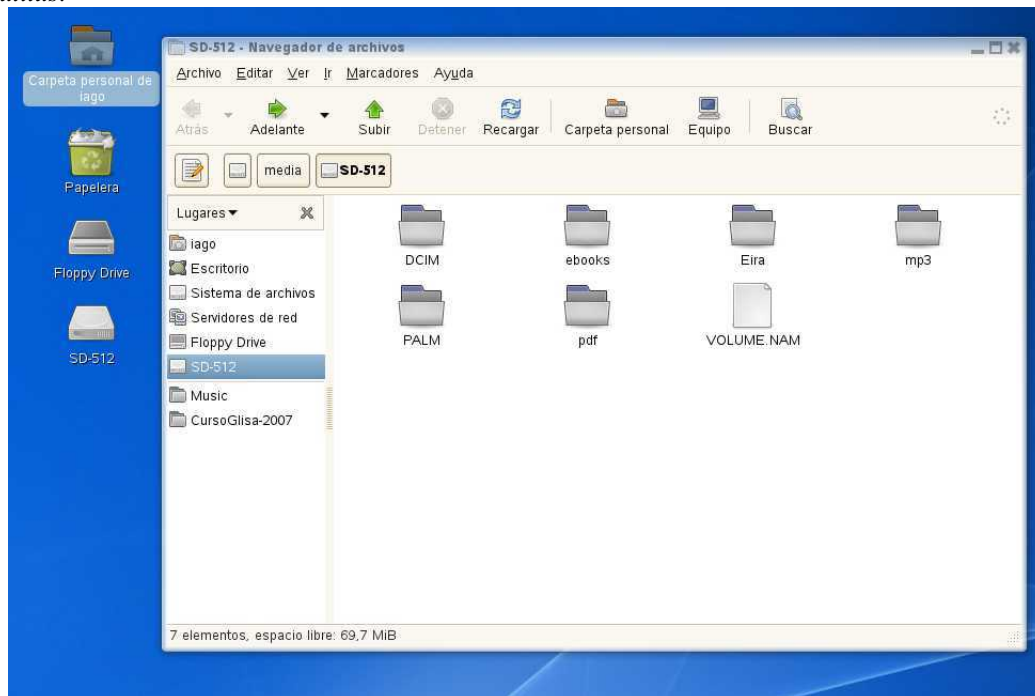 Carpeta personal de
iago
Papelera
Floppy Drive
SD-512
SD-512 - Navegador de archivos
Archivo Editar Ver Ir Marcadores Ayuda
Atrás Adelante Subir Detener Recargar Carpeta personal Equipo Buscar
media SD-512
Lugares
iago
Escritorio
Sistema de archivos
Servidores de red
Floppy Drive
SD-512
Music
CursoGlisa-2007
DCIM ebooks Eira mp3
PALM pdf VOLUME.NAM
7 elementos, espacio libre: 69,7 MiB